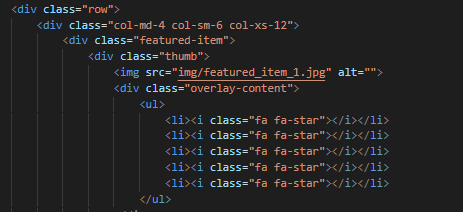 <div class="row">
<div class="col-md-4 col-sm-6 col-xs-12">
<div class="featured-item">
<div class="thumb">
<img src="img/featured_item_1.jpg" alt="">
<div class="overlay-content">
<ul>
<li><i class="fa fa-star"></i></li>
<li><i class="fa fa-star"></i></li>
<li><i class="fa fa-star"></i></li>
<li><i class="fa fa-star"></i></li>
<li><i class="fa fa-star"></i></li>
</ul>